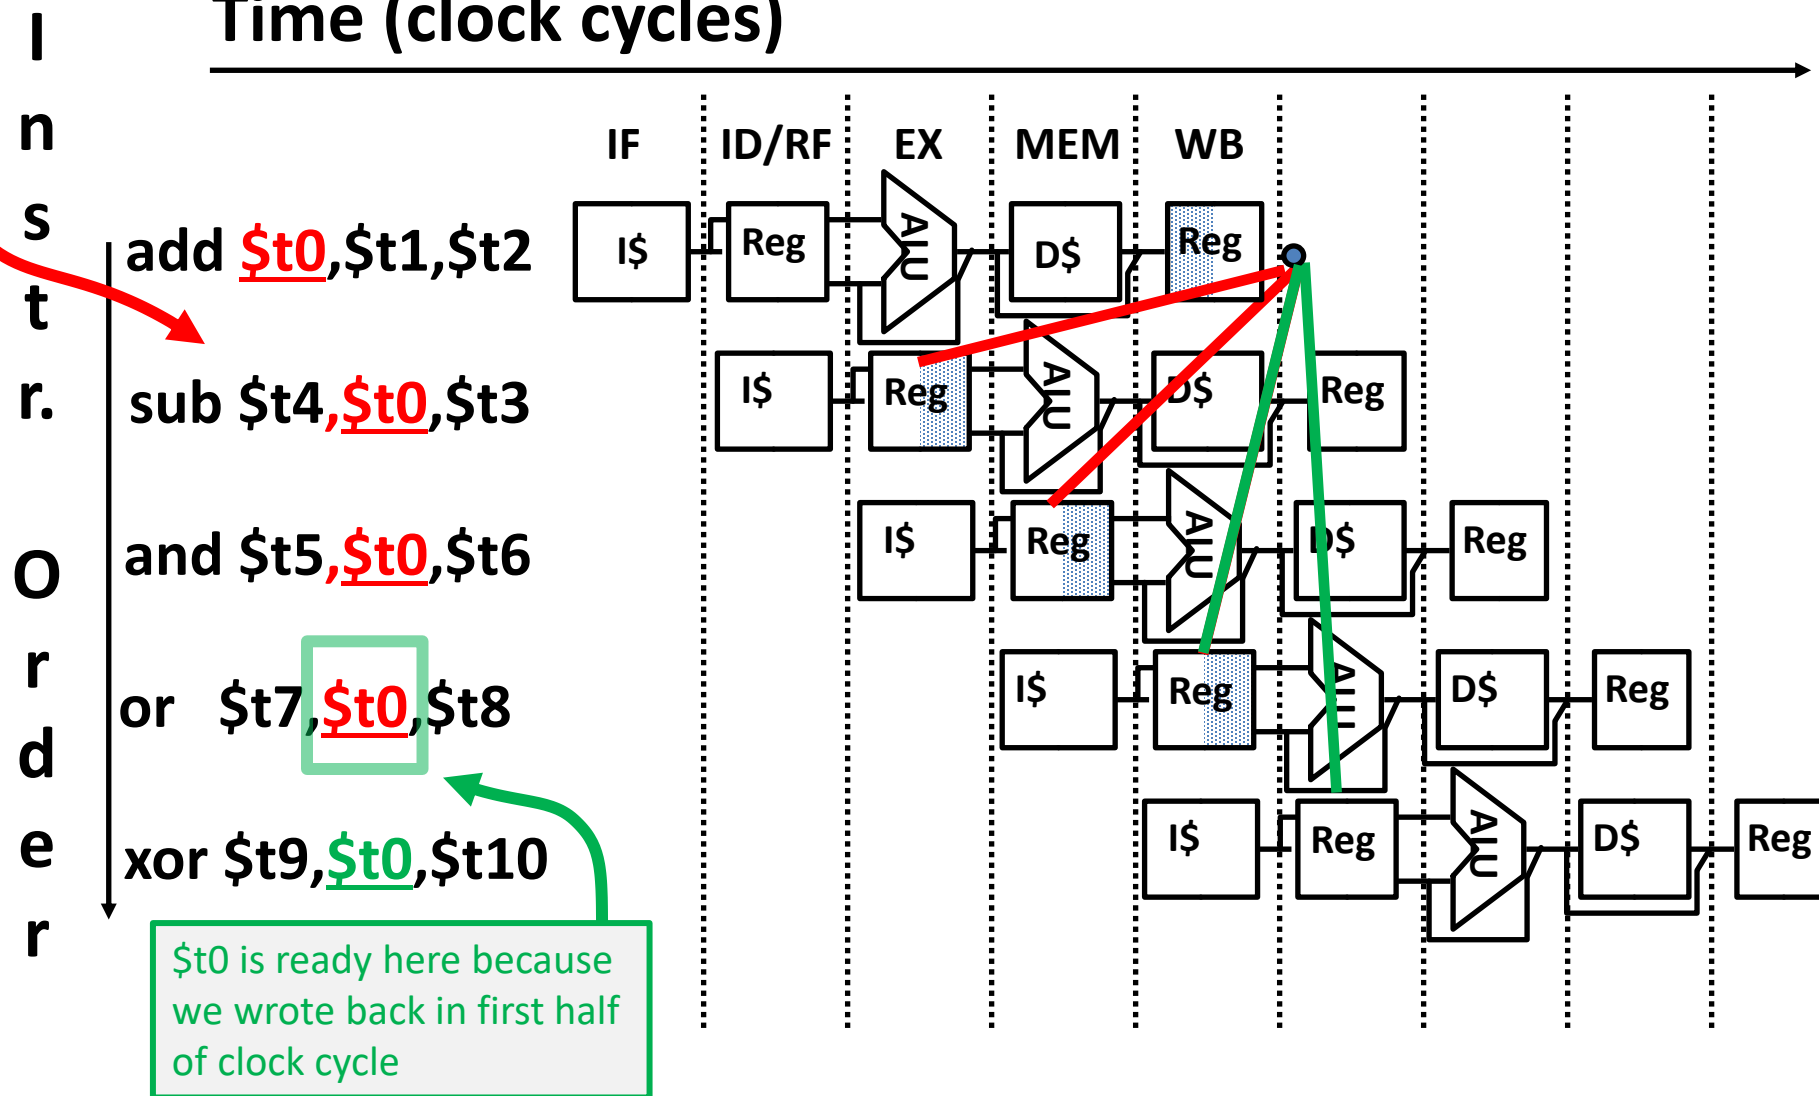 Time (clock cycles)
I
n
s
t
r.
O
r
d
e
r
IF ID/RF EX MEM WB
add $t0,$t1,$t2
I$ Reg ALU D$ Reg
sub $t4,$t0,$t3
I$ Reg ALU D$ Reg
and $t5,$t0,$t6
I$ Reg ALU D$ Reg
or $t7,$t0,$t8
I$ Reg ALU D$ Reg
xor $t9,$t0,$t10
I$ Reg ALU D$ Reg
$t0 is ready here because
we wrote back in first half
of clock cycle